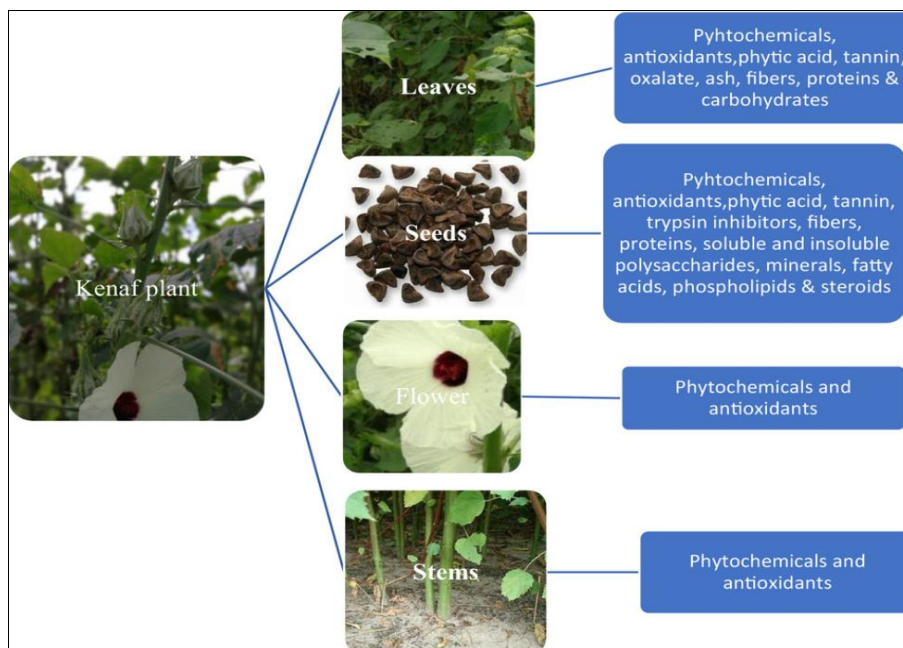 Kenaf plant
Leaves
Pyhtochemicals,
antioxidants,phytic acid, tannin,
oxalate, ash, fibers, proteins &
carbohydrates
Seeds
Pyhtochemicals,
antioxidants,phytic acid, tannin,
trypsin inhibitors, fibers,
proteins, soluble and insoluble
polysaccharides, minerals, fatty
acids, phospholipids & steroids
Flower
Phytochemicals and
antioxidants
Stems
Phytochemicals and
antioxidants